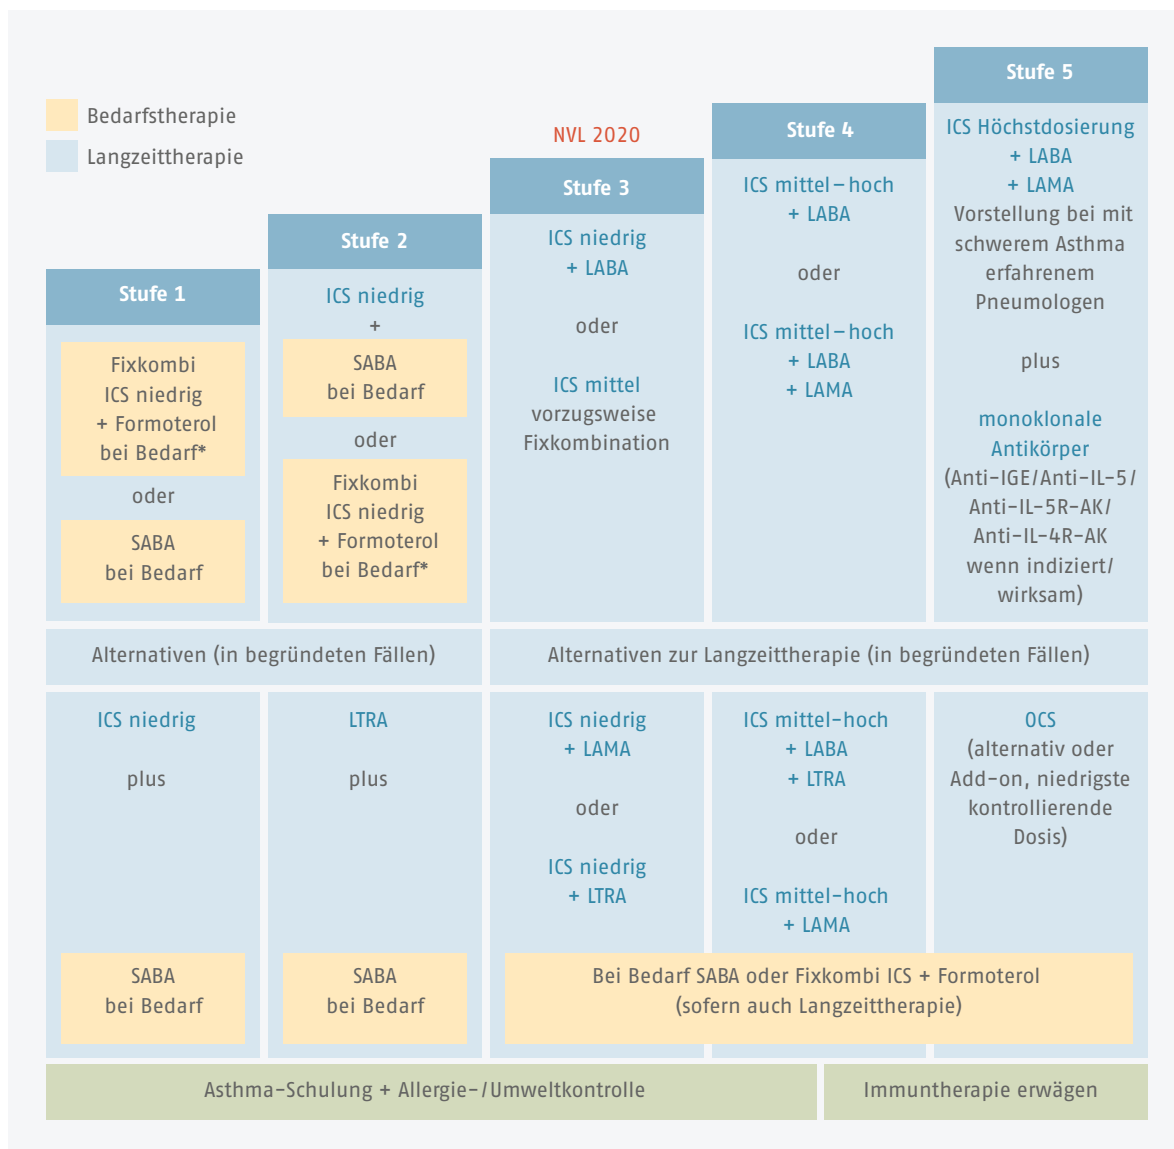 Bedarfstherapie
Langzeittherapie
NVL 2020
Stufe 1
Fixkombi
ICS niedrig
+ Formoterol
bei Bedarf*
oder
SABA
bei Bedarf
Stufe 2
ICS niedrig
+
SABA
bei Bedarf
oder
Fixkombi
ICS niedrig
+ Formoterol
bei Bedarf*
Stufe 3
ICS niedrig
+ LABA
oder
ICS mittel
vorzugsweise
Fixkombination
Stufe 4
ICS mittel–hoch
+ LABA
oder
ICS mittel–hoch
+ LABA
+ LAMA
Stufe 5
ICS Höchstdosierung
+ LABA
+ LAMA
Vorstellung bei mit
schwerem Asthma
erfahrenem
Pneumologen
plus
monoklonale
Antikörper
(Anti-IGE/Anti-IL-5/
Anti-IL-5R-AK/
Anti-IL-4R-AK
wenn indiziert/
wirksam)
Alternativen (in begründeten Fällen)
Alternativen zur Langzeittherapie (in begründeten Fällen)
ICS niedrig
plus
SABA
bei Bedarf
LTRA
plus
SABA
bei Bedarf
ICS niedrig
+ LAMA
oder
ICS niedrig
+ LTRA
ICS mittel-hoch
+ LABA
+ LTRA
oder
ICS mittel-hoch
+ LAMA
OCS
(alternativ oder
Add-on, niedrigste
kontrollierende
Dosis)
Bei Bedarf SABA oder Fixkombi ICS + Formoterol
(sofern auch Langzeittherapie)
Asthma-Schulung + Allergie-/Umweltkontrolle
Immuntherapie erwägen